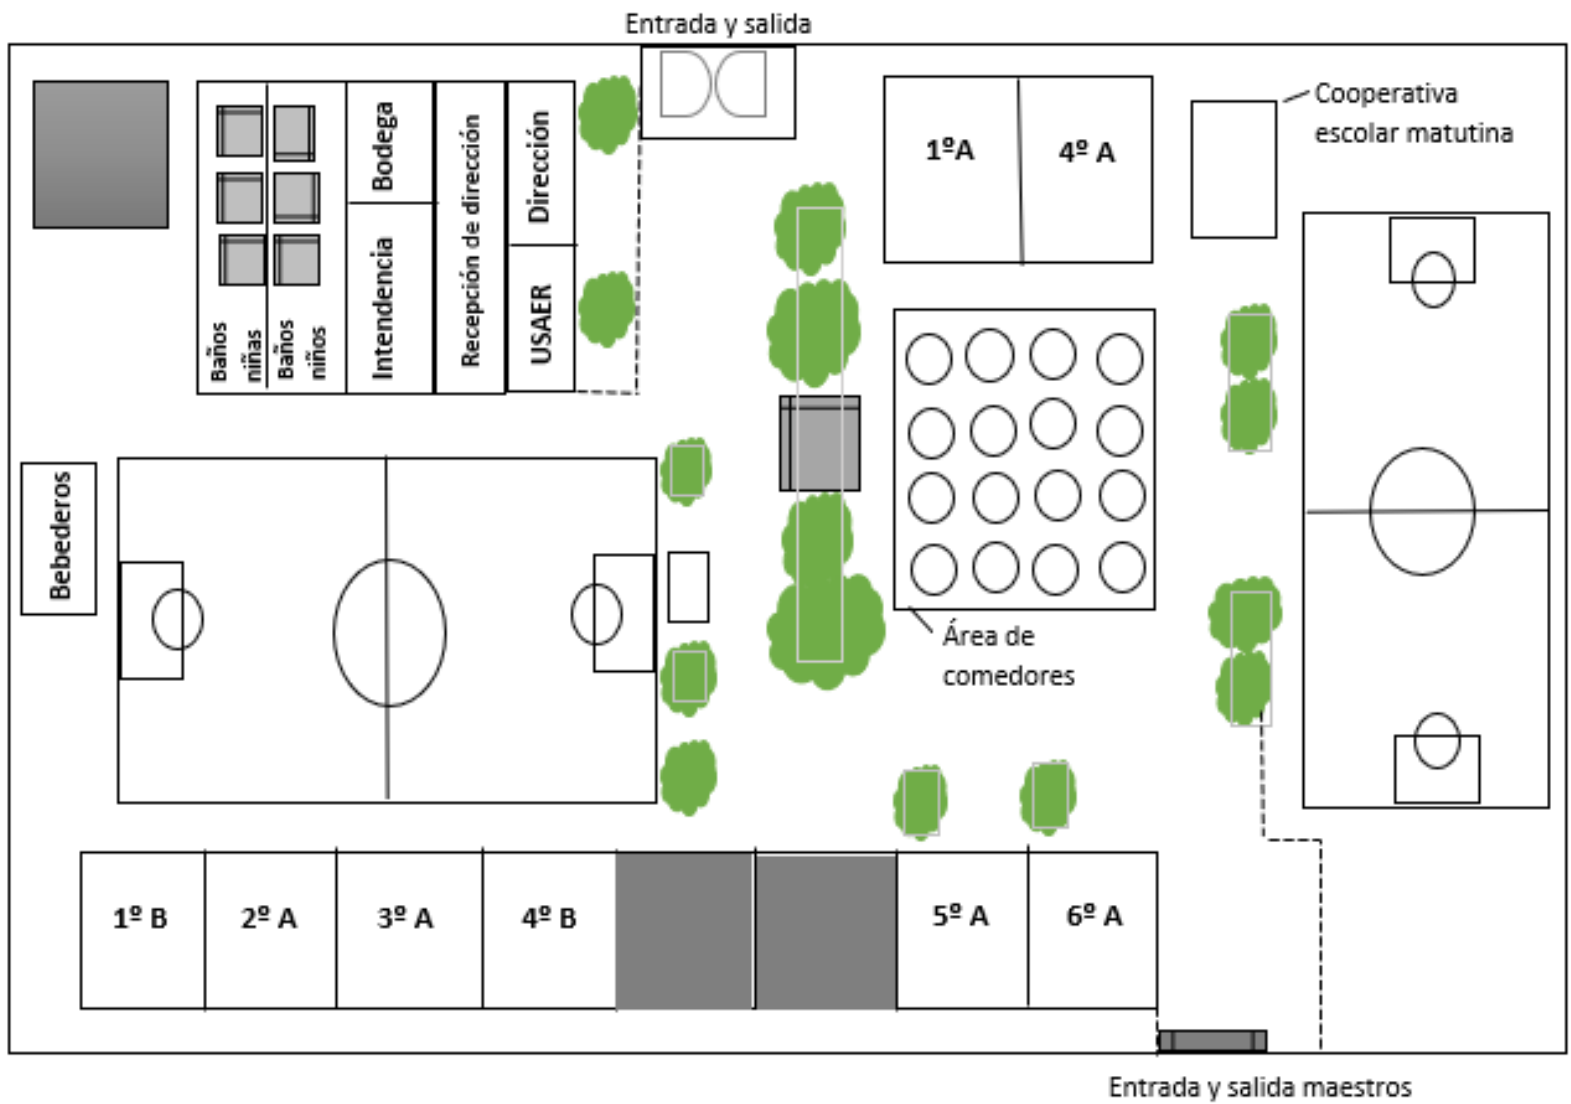 Entrada y salida
Cooperativa
escolar matutina
Baños
niñas
Baños
niños
Bodega
Intendencia
Recepción de dirección
Dirección
USAER
1ºA
4º A
Bebederos
Área de
comedores
1º B
2º A
3º A
4º B
5º A
6º A
Entrada y salida maestros